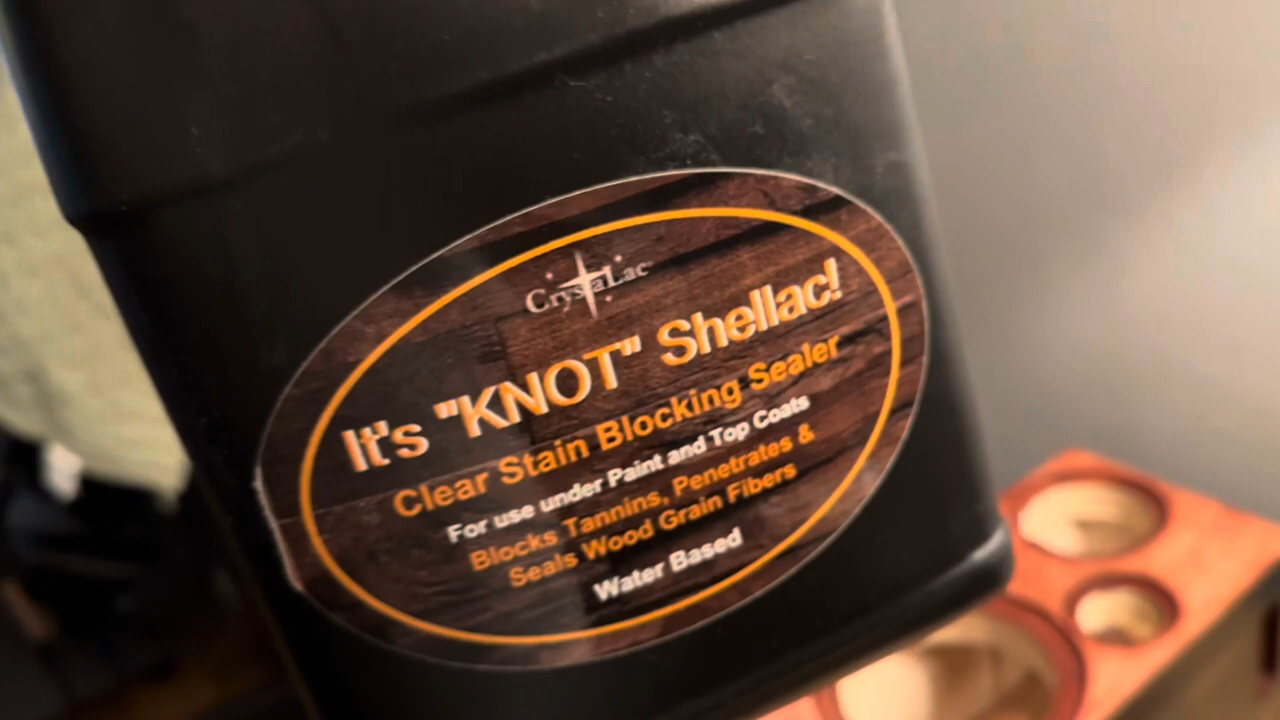 CrystaLac
It's "KNOT" Shellac!
Clear Stain Blocking Sealer
For use under Paint and Top Coats
Blocks Tannins, Penetrates &
Seals Wood Grain Fibers
Water Based